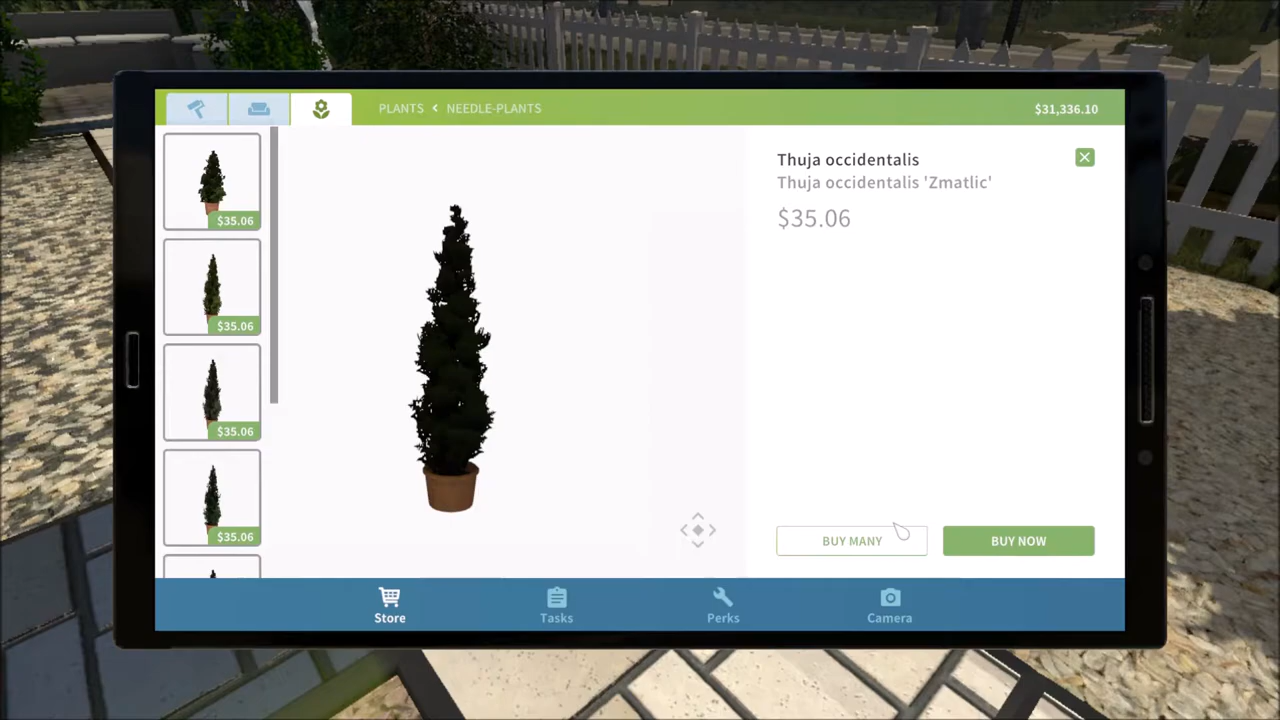 PLANTS < NEEDLE-PLANTS
$31,336.10
$35.06
$35.06
$35.06
$35.06
Thuja occidentalis
Thuja occidentalis 'Zmatlic'
$35.06
BUY MANY
BUY NOW
Store
Tasks
Perks
Camera